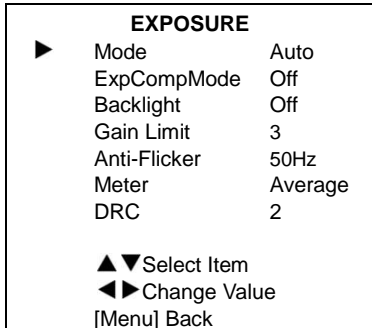 EXPOSURE
▶ Mode Auto
ExpCompMode Off
Backlight Off
Gain Limit 3
Anti-Flicker 50Hz
Meter Average
DRC 2
▲▼Select Item
◀▶Change Value
[Menu] Back